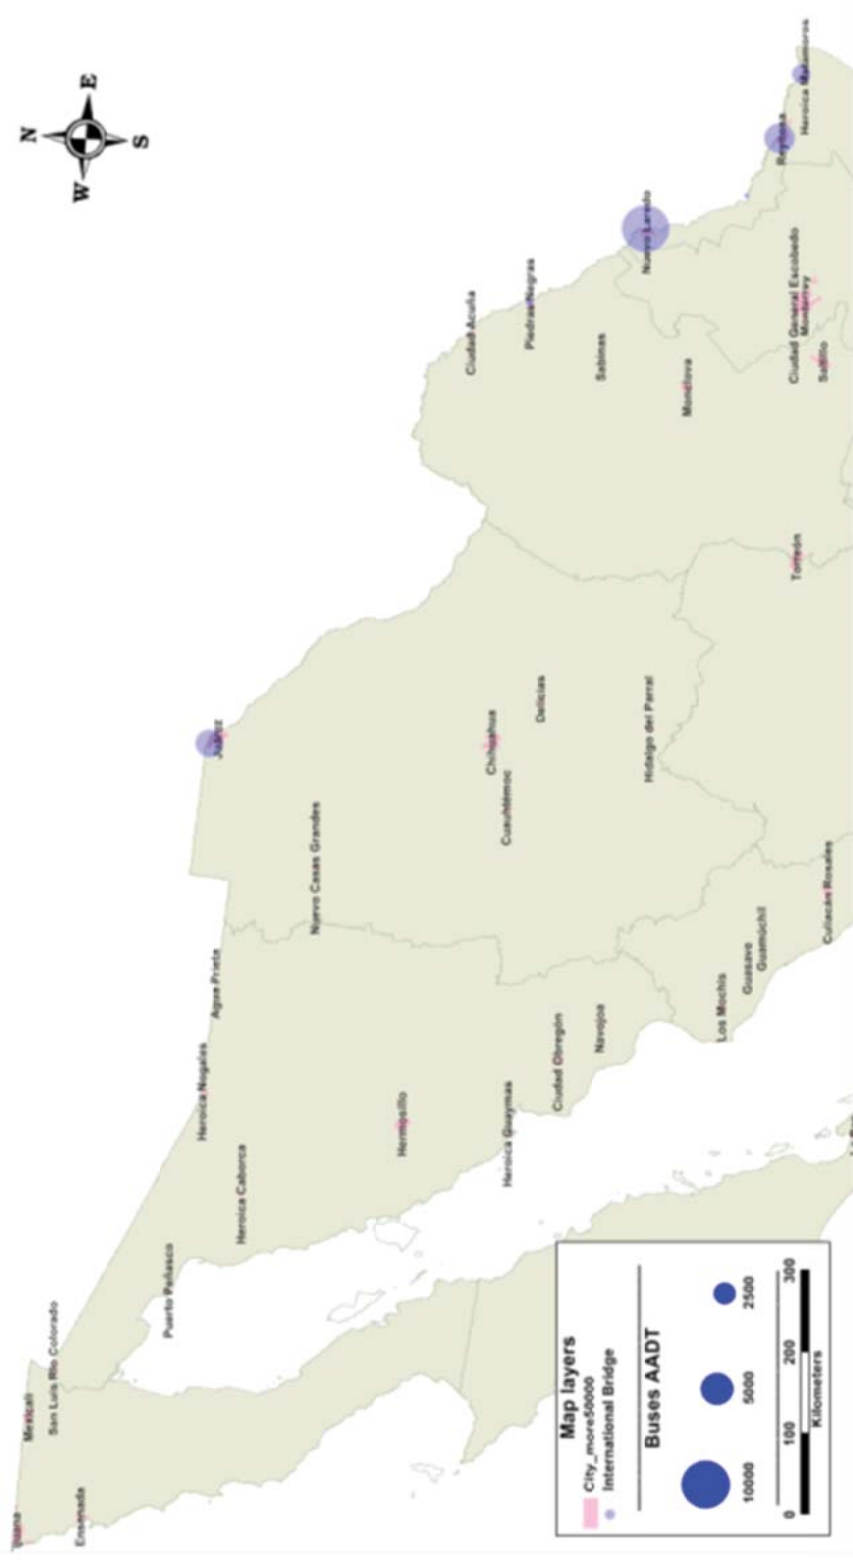 N
W
E
S
Tijuana
Mexicali
San Luis Río Colorado
Ensenada
Puerto Peñasco
Heroica Caborca
Heroica Nogales
Agua Prieta
Juárez
Nuevo Casas Grandes
Hermosillo
Chihuahua
Cuauhtémoc
Delicias
Heroica Guaymas
Ciudad Obregón
Navojoa
Hidalgo del Parral
Ciudad Acuña
Piedras Negras
Sabinas
Nuevo Laredo
Monclova
Los Mochis
Guasave
Guamúchil
Culiacán Rosales
Torreón
Ciudad General Escobedo
Monterrey
Saltillo
Reynosa
Heroica Matamoros
Map layers
City_more50000
International Bridge
Buses AADT
10000
5000
2500
0 100 200 300
Kilometers